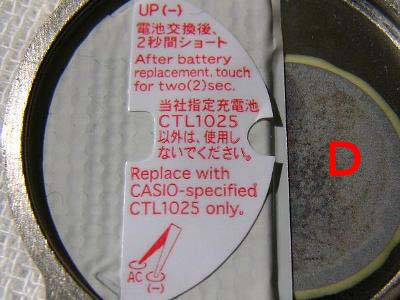 UP(-)
電池交換後、
2秒間ショート
After battery
replacement, touch
for two(2)sec.
当社指定充電池
CTL1025
以外は、使用し
ないでください。
D
Replace with
CASIO-specified
CTL1025 only.
AC
(-)